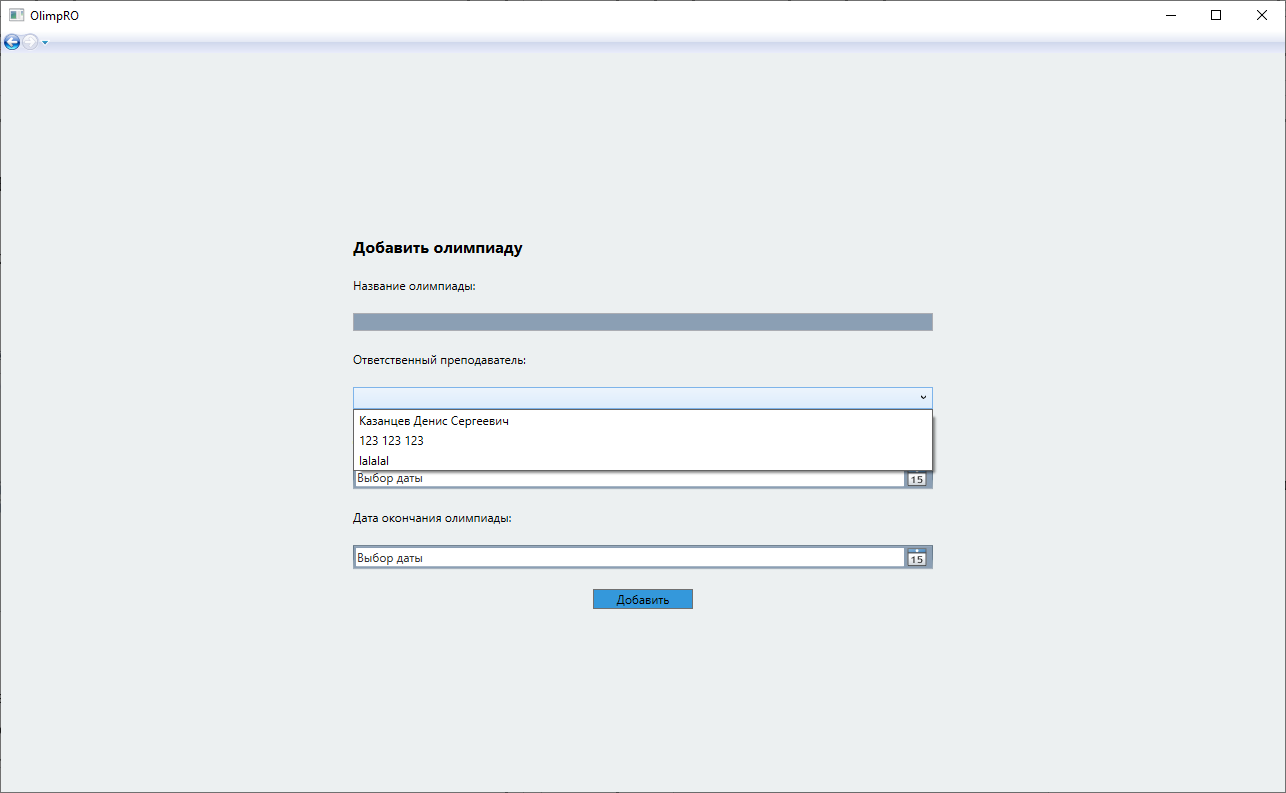 OlimpRO
Добавить олимпиаду
Название олимпиады:
Ответственный преподаватель:
Казанцев Денис Сергеевич
123 123 123
lalalal
Выбор даты
15
Дата окончания олимпиады:
Выбор даты
15
Добавить